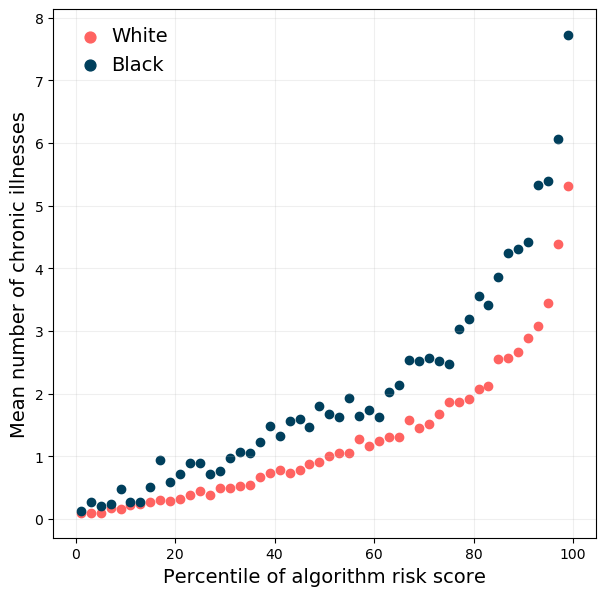 White
Black
8
7
6
5
4
3
2
1
0
Mean number of chronic illnesses
0 20 40 60 80 100
Percentile of algorithm risk score